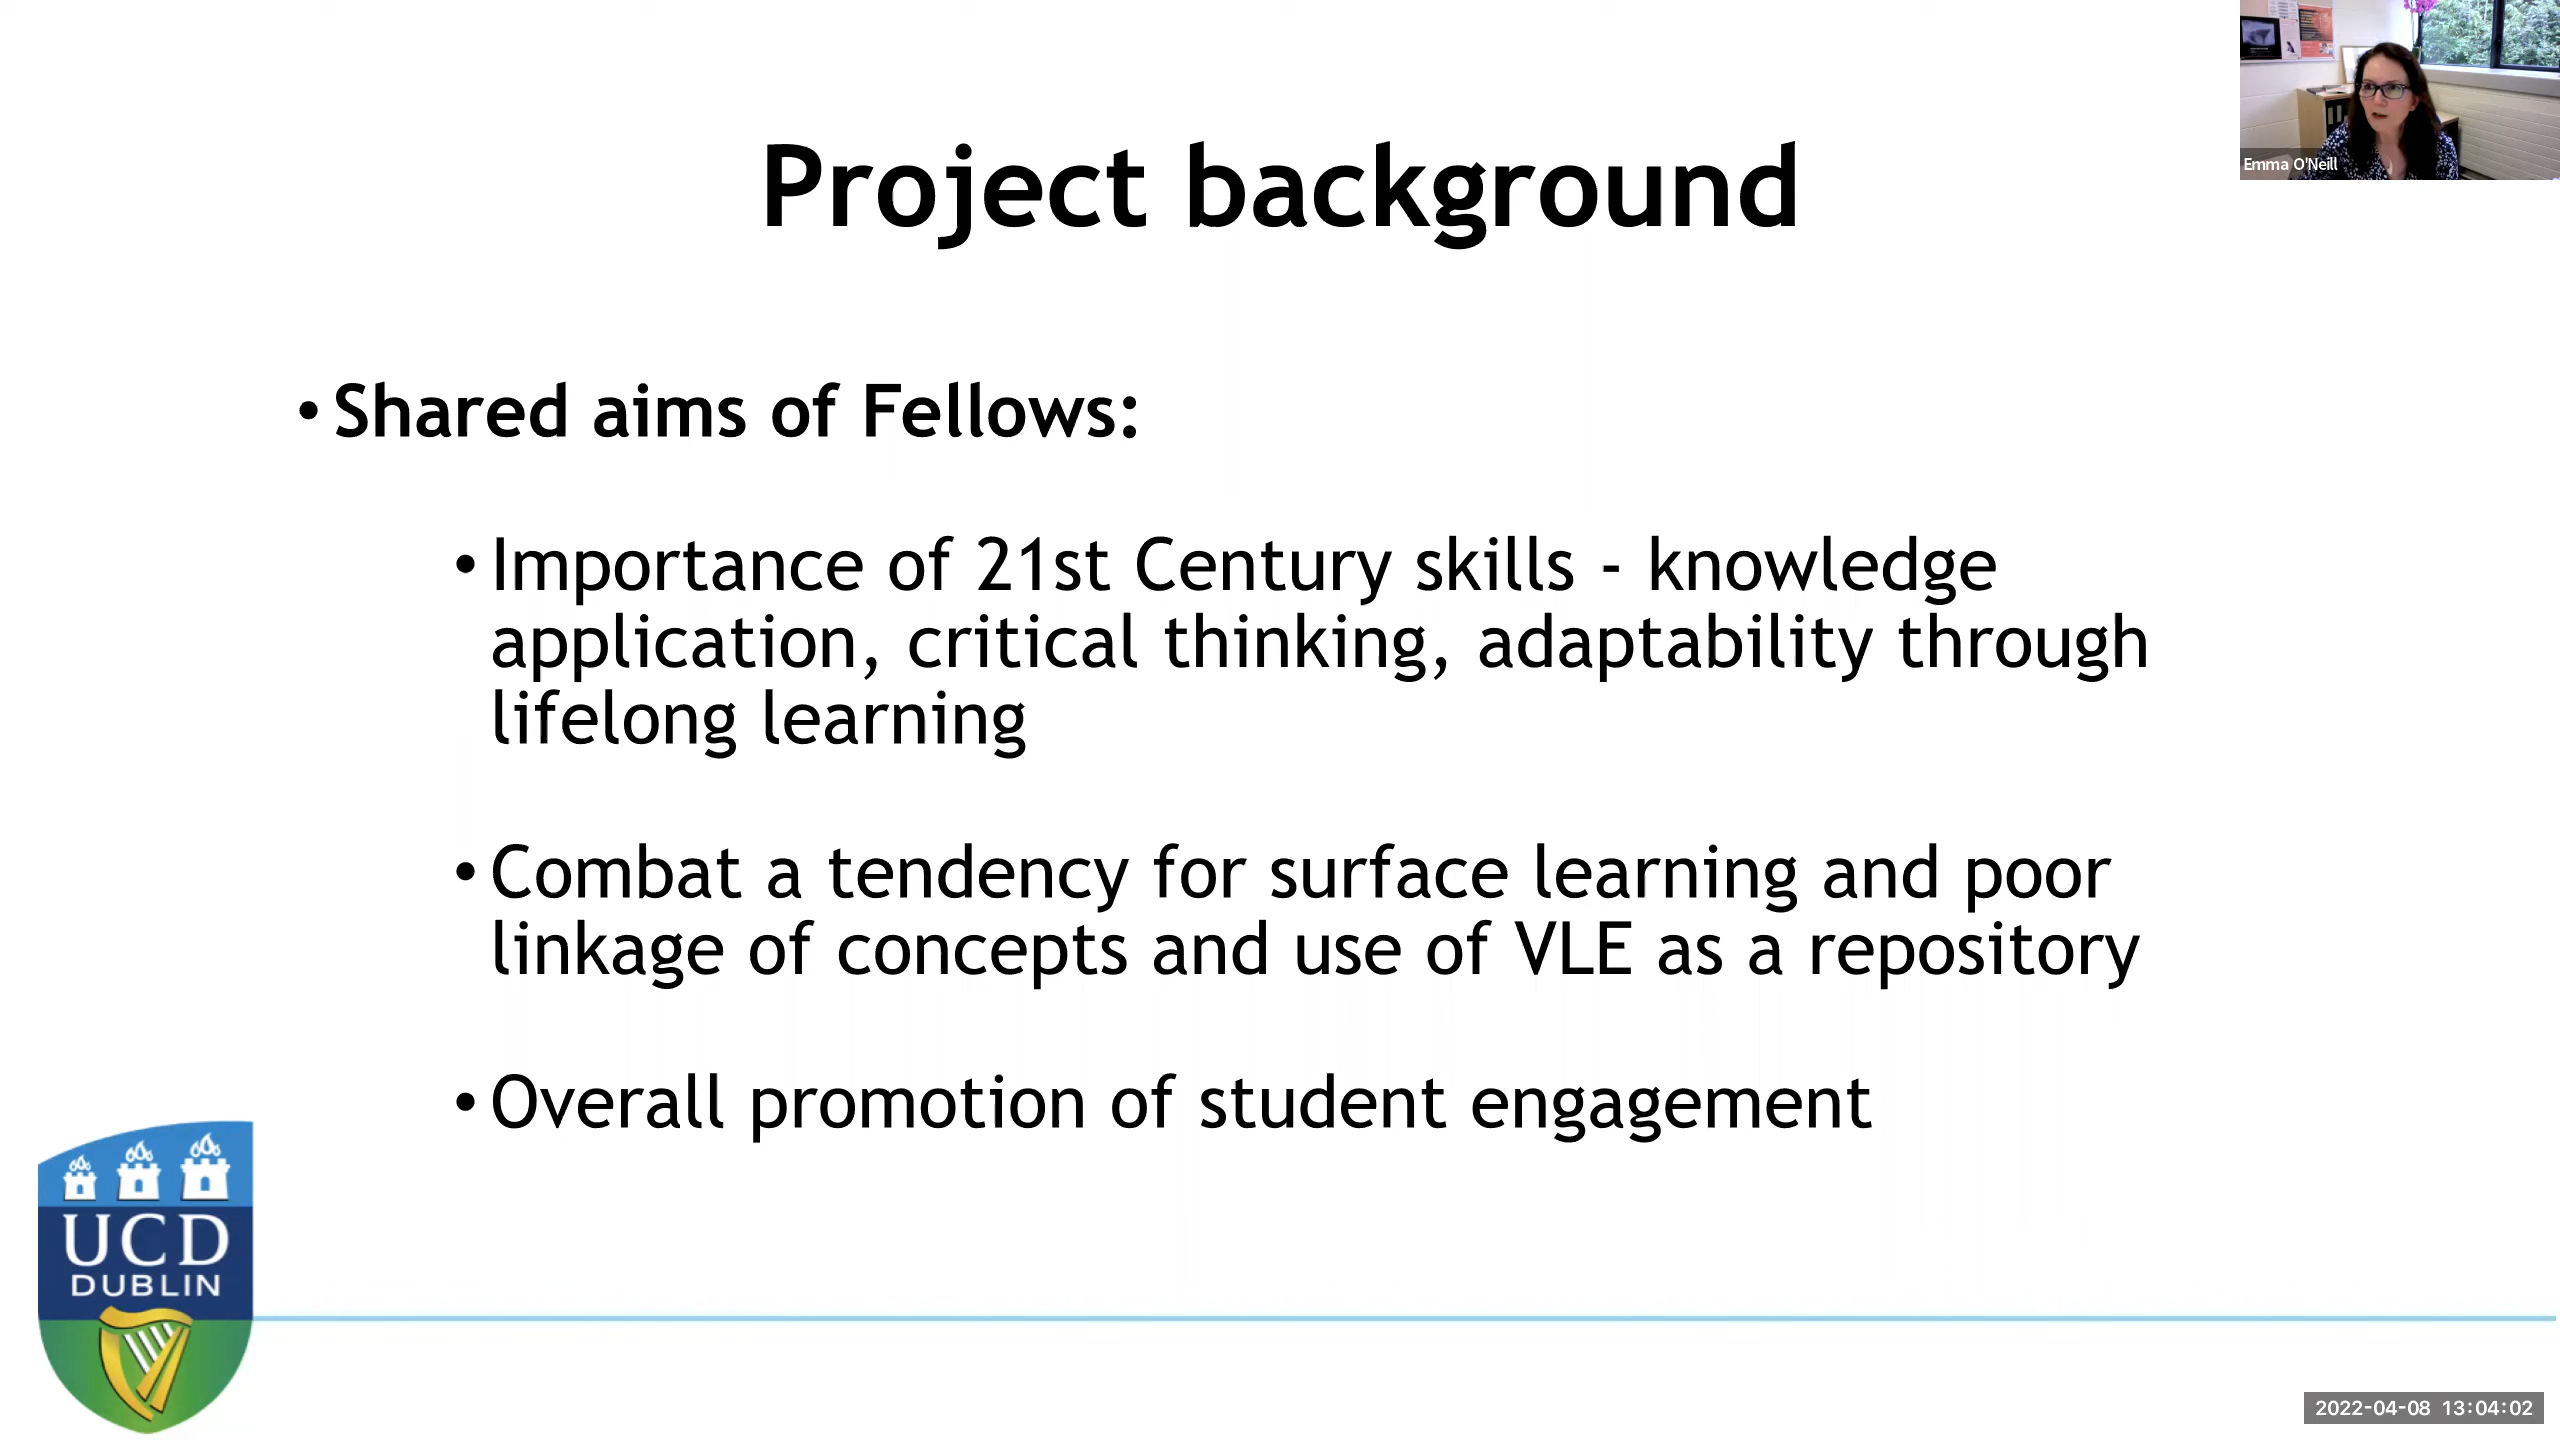 Project background
• Shared aims of Fellows:
• Importance of 21st Century skills - knowledge
application, critical thinking, adaptability through
lifelong learning
• Combat a tendency for surface learning and poor
linkage of concepts and use of VLE as a repository
• Overall promotion of student engagement
UCD
DUBLIN
Emma O'Neill
2022-04-08 13:04:02